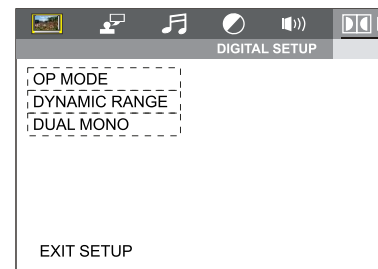 DIGITAL SETUP
OP MODE
DYNAMIC RANGE
DUAL MONO
EXIT SETUP